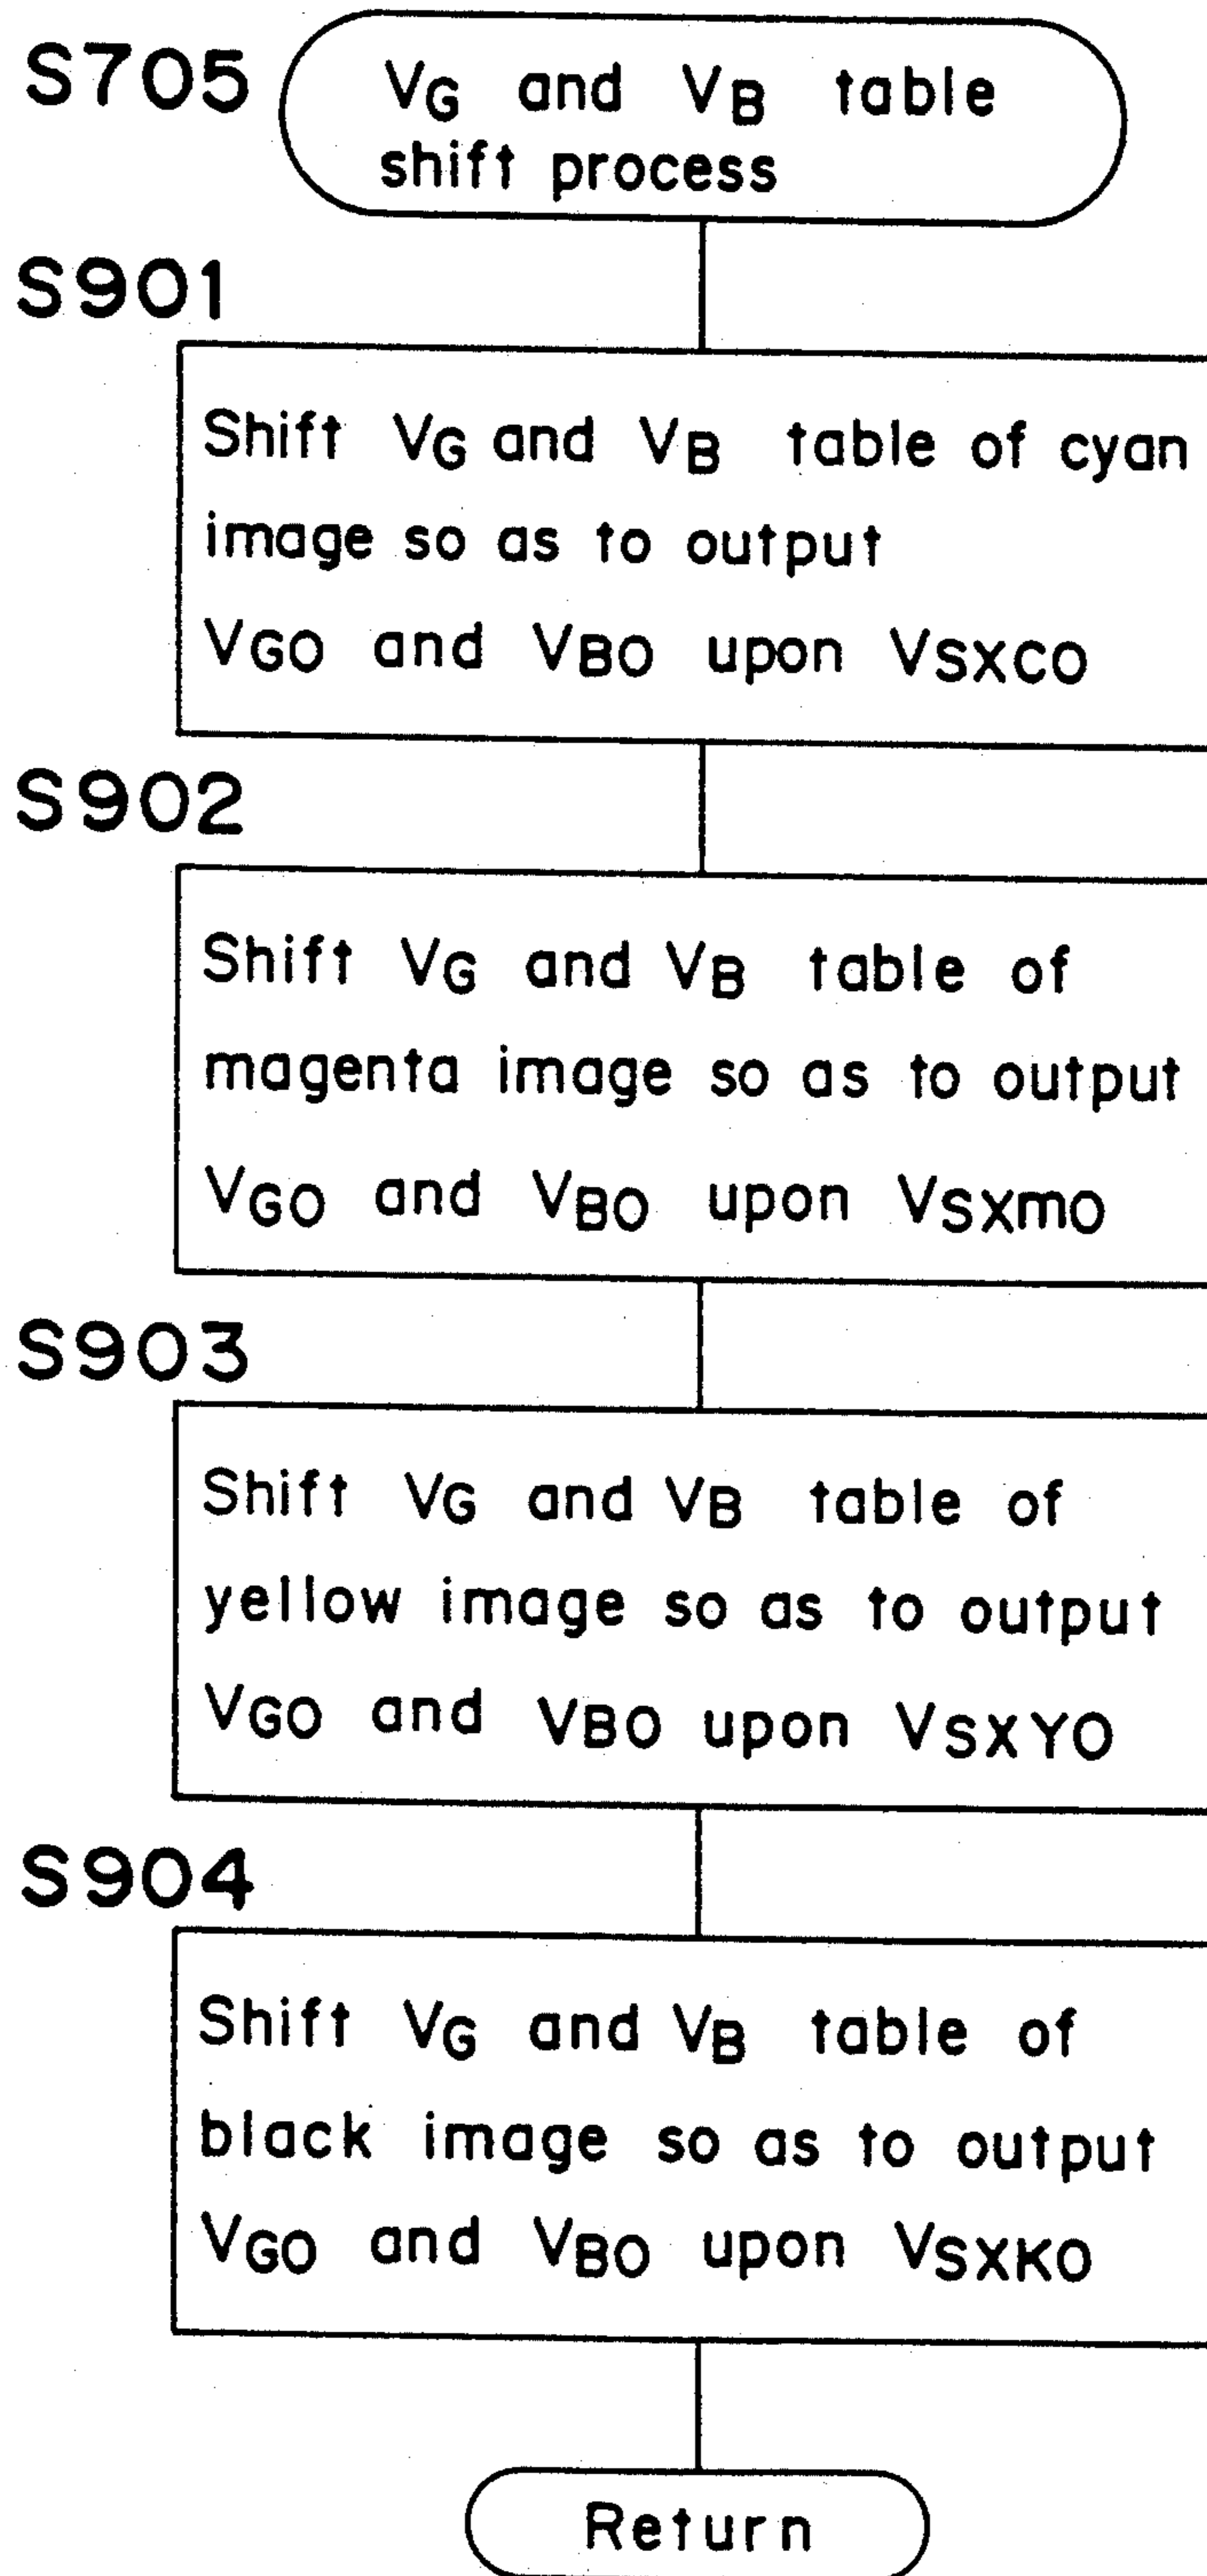 S705
VG and VB table
shift process
S901
Shift VG and VB table of cyan
image so as to output
VGO and VBO upon VSXCO
S902
Shift VG and VB table of
magenta image so as to output
VGO and VBO upon VSXmO
S903
Shift VG and VB table of
yellow image so as to output
VGO and VBO upon VSXYO
S904
Shift VG and VB table of
black image so as to output
VGO and VBO upon VSXKO
Return